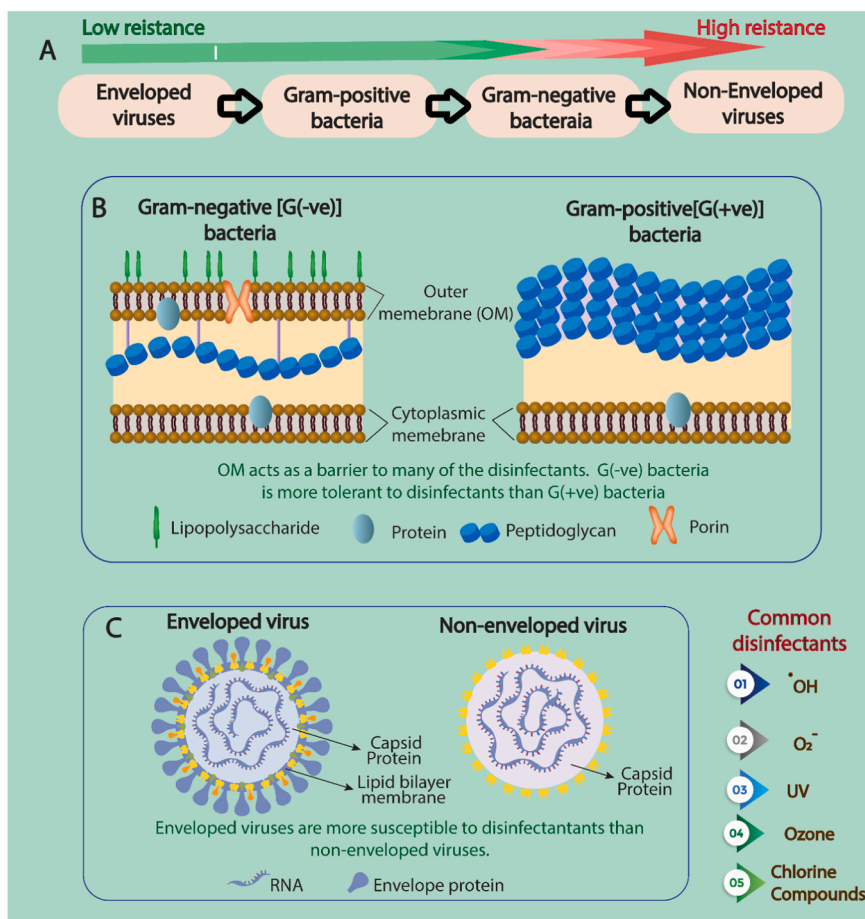 Low reistance
High reistance
A
Enveloped
viruses
Gram-positive
bacteria
Gram-negative
becteraia
Non-Enveloped
viruses
B
Gram-negative [G(-ve)]
bacteria
Gram-positive[G(+ve)]
bacteria
Outer
memebrane (OM)
Cytoplasmic
memebrane
OM acts as a barrier to many of the disinfectants. G(-ve) bacteria
is more tolerant to disinfectants than G(+ve) bacteria
Lipopolysaccharide
Protein
Peptidoglycan
Porin
C
Enveloped virus
Non-enveloped virus
Capsid
Protein
Lipid bilayer
membrane
Capsid
Protein
Enveloped viruses are more susceptible to disinfectantants than
non-enveloped viruses.
RNA
Envelope protein
Common
disinfectants
01 •OH
02 O₂⁻
03 UV
04 Ozone
05 Chlorine
Compounds